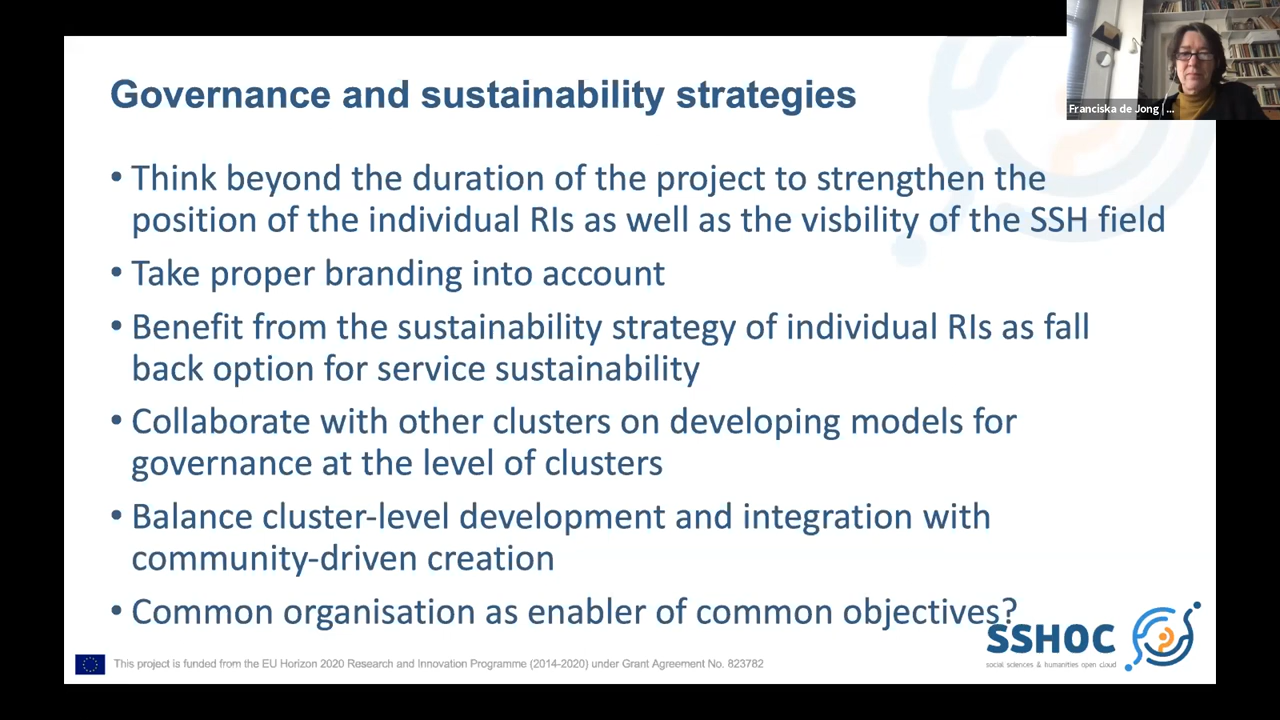 Governance and sustainability strategies
Franciska de Jong | ...
• Think beyond the duration of the project to strengthen the
position of the individual RIs as well as the visbility of the SSH field
• Take proper branding into account
• Benefit from the sustainability strategy of individual RIs as fall
back option for service sustainability
• Collaborate with other clusters on developing models for
governance at the level of clusters
• Balance cluster-level development and integration with
community-driven creation
• Common organisation as enabler of common objectives?
SSHOC
social sciences & humanities open cloud
This project is funded from the EU Horizon 2020 Research and Innovation Programme (2014-2020) under Grant Agreement No. 823782